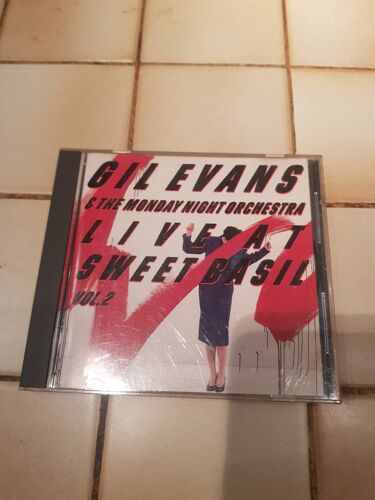 GIL EVANS
& THE MONDAY NIGHT ORCHESTRA
LIVE AT
SWEET BASIL
VOL. 2